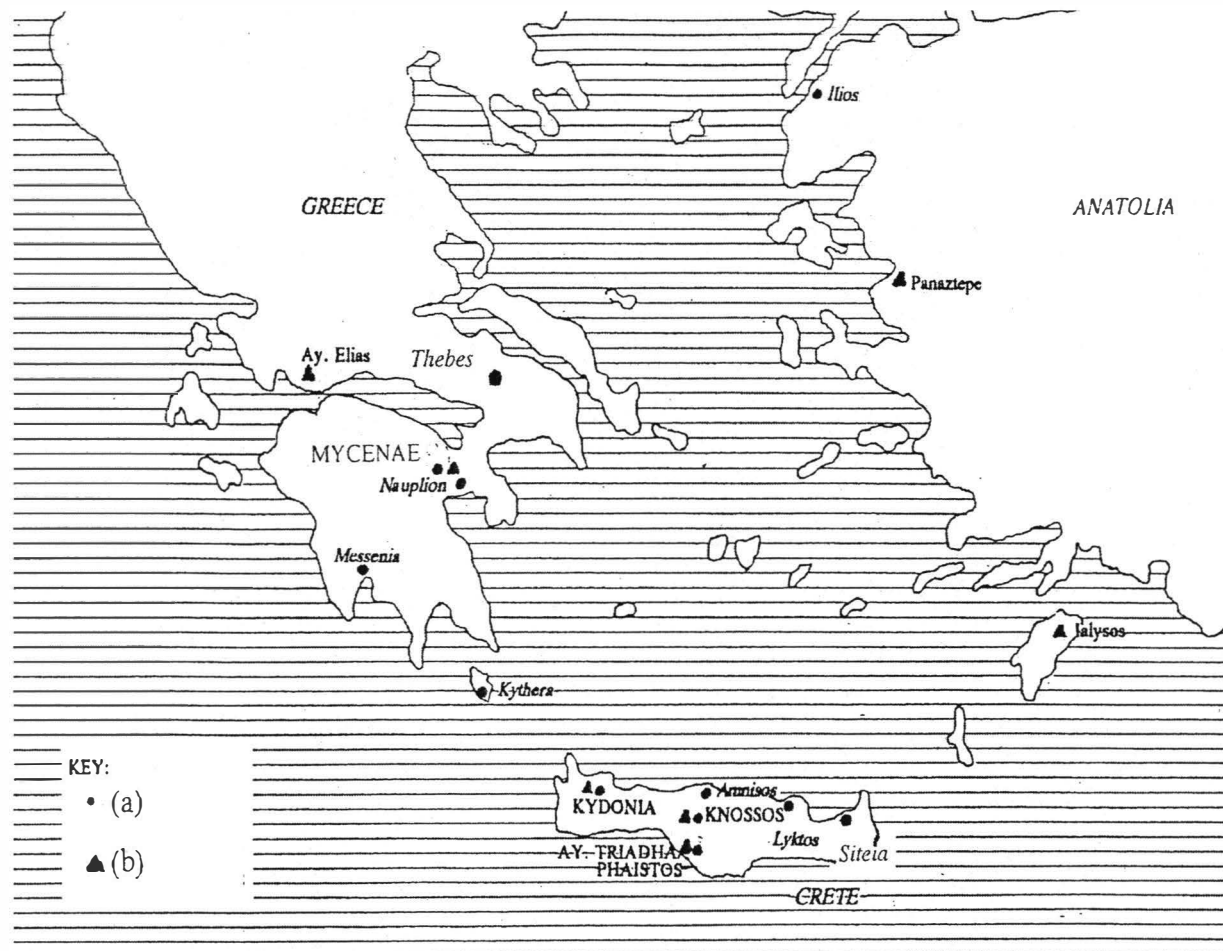 Ilios
GREECE
ANATOLIA
Panaztepe
Ay. Elias
Thebes
MYCENAE
Nauplion
Messenia
Ialysos
Kythera
KEY:
(a)
(b)
Amnisos
KYDONIA
KNOSSOS
Lyktos
AY. TRIADHA
Siteia
PHAISTOS
CRETE